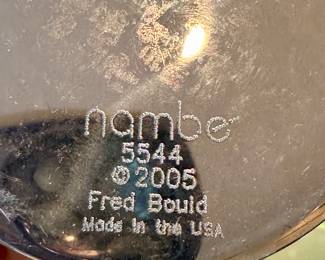 nambe
5544
©2005
Fred Bould
Made in the USA